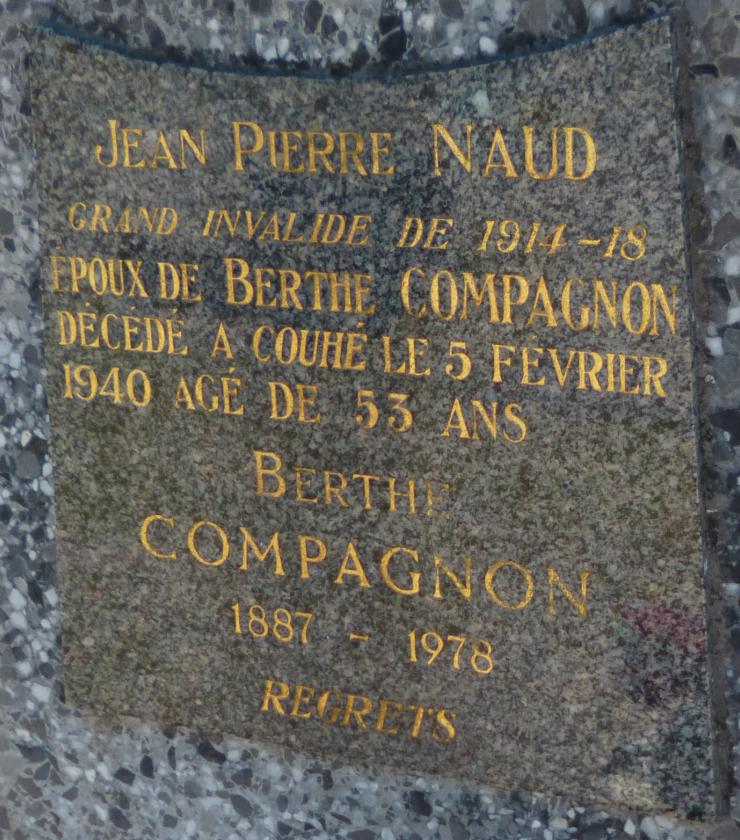 JEAN PIERRE NAUD
GRAND INVALIDE DE 1914-18
ÉPOUX DE BERTHE COMPAGNON
DÉCÉDÉ A COUHÉ LE 5 FÉVRIER
1940 AGÉ DE 53 ANS
BERTHE
COMPAGNON
1887 - 1978
REGRETS